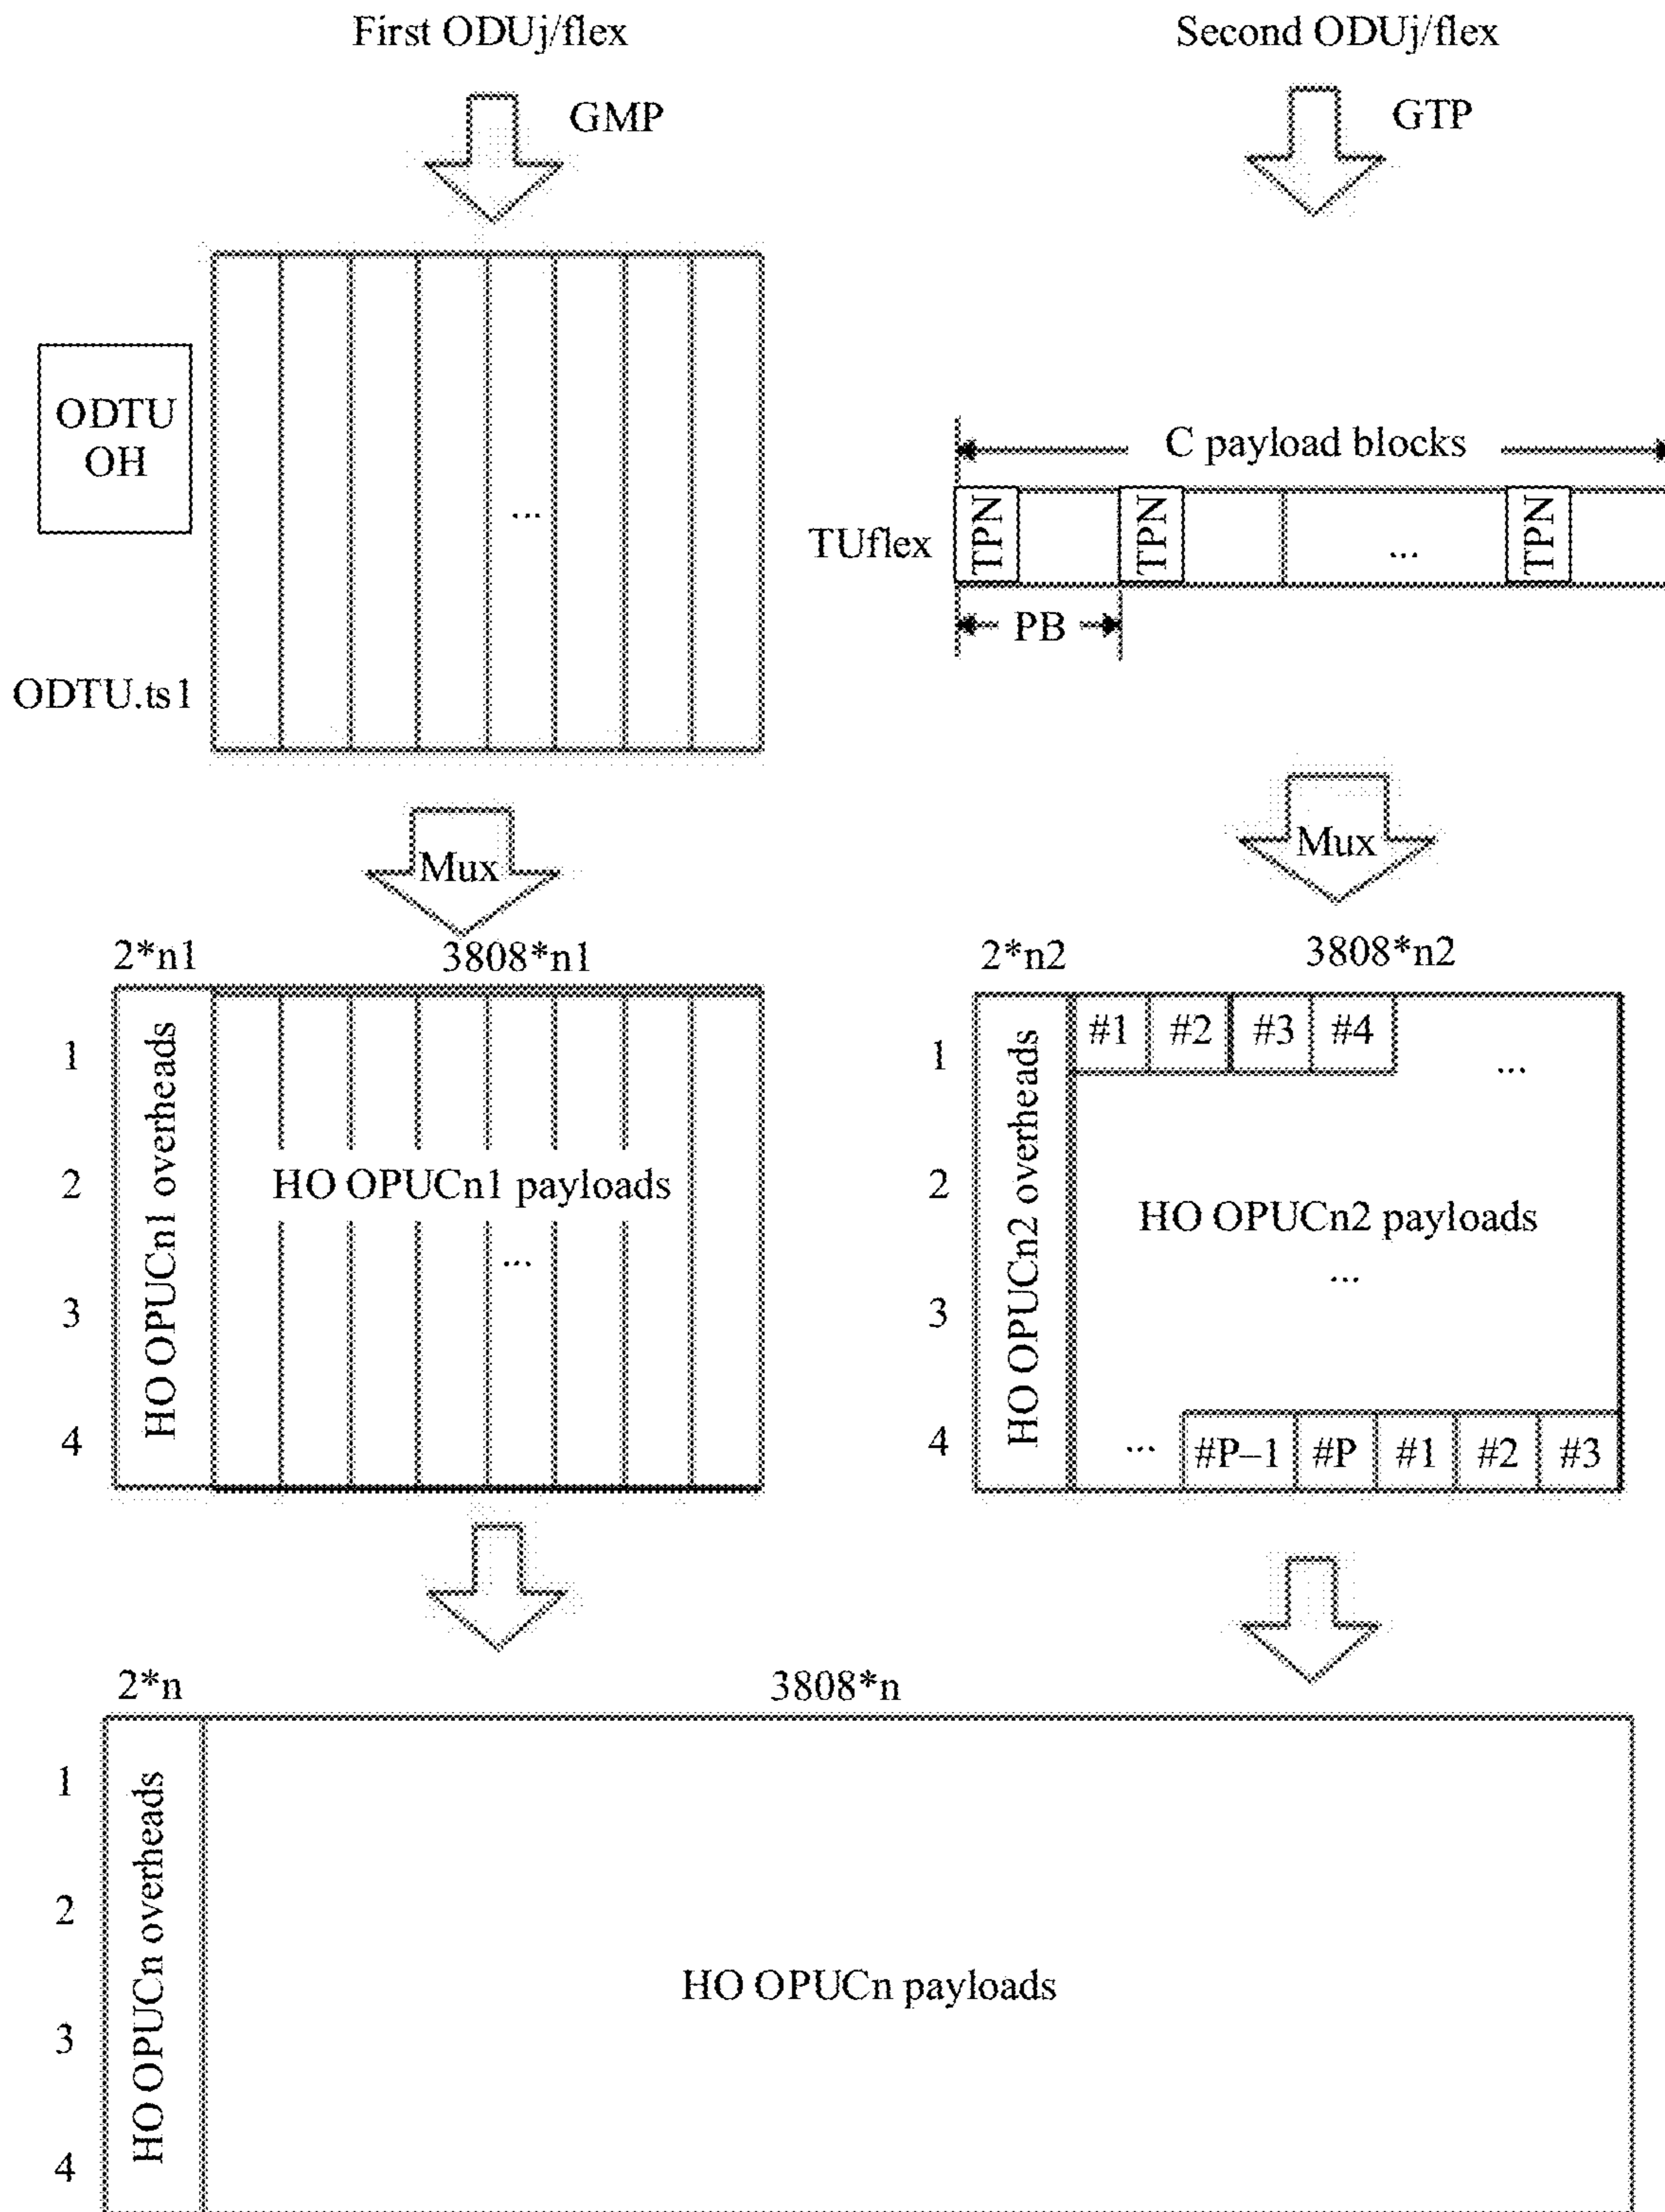 First ODUj/flex
GMP
ODTU
OH
...
ODTU.ts1
Mux
2*n1
3808*n1
1
2
3
4
HO OPUCn1 overheads
HO OPUCn1 payloads
...
Second ODUj/flex
GTP
C payload blocks
TUflex
TPN
TPN
...
TPN
PB
Mux
2*n2
3808*n2
1
2
3
4
HO OPUCn2 overheads
#1 #2 #3 #4
...
HO OPUCn2 payloads
...
... #P–1 #P #1 #2 #3
2*n
3808*n
1
2
3
4
HO OPUCn overheads
HO OPUCn payloads